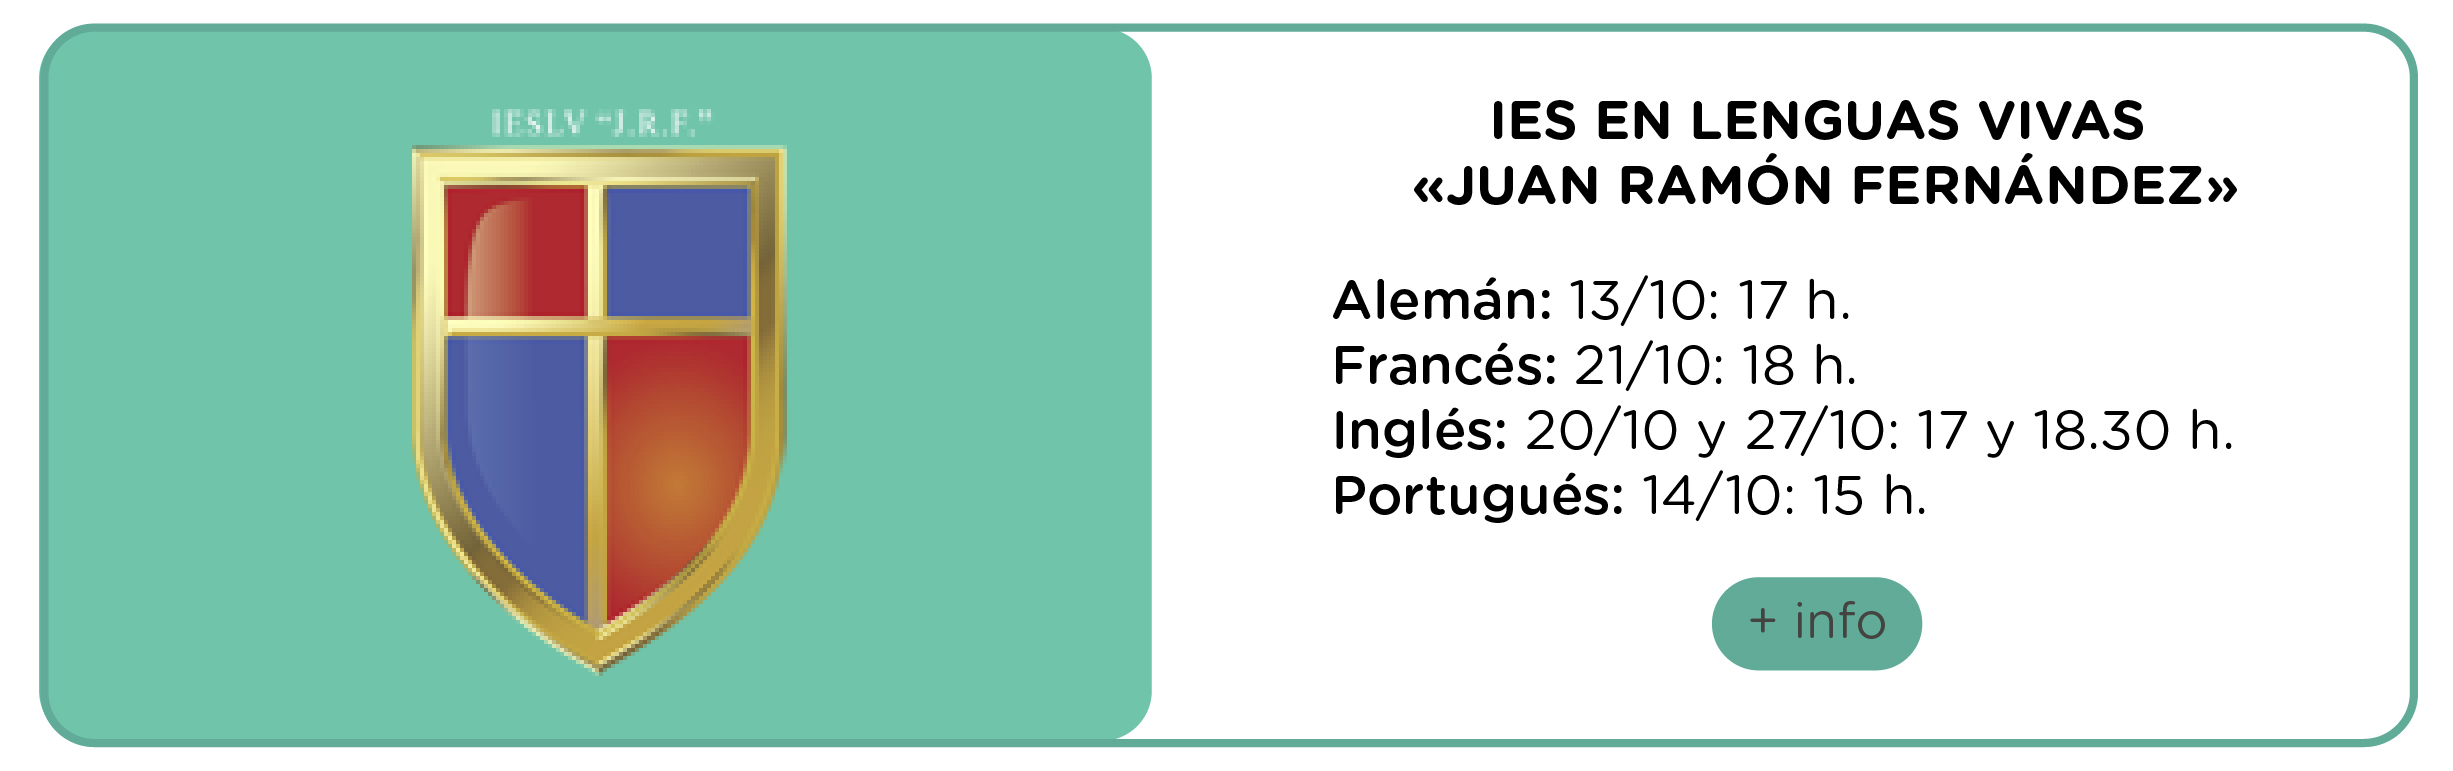 IESLV "J.R.F."
IES EN LENGUAS VIVAS
«JUAN RAMÓN FERNÁNDEZ»
Alemán: 13/10: 17 h.
Francés: 21/10: 18 h.
Inglés: 20/10 y 27/10: 17 y 18.30 h.
Portugués: 14/10: 15 h.
+ info